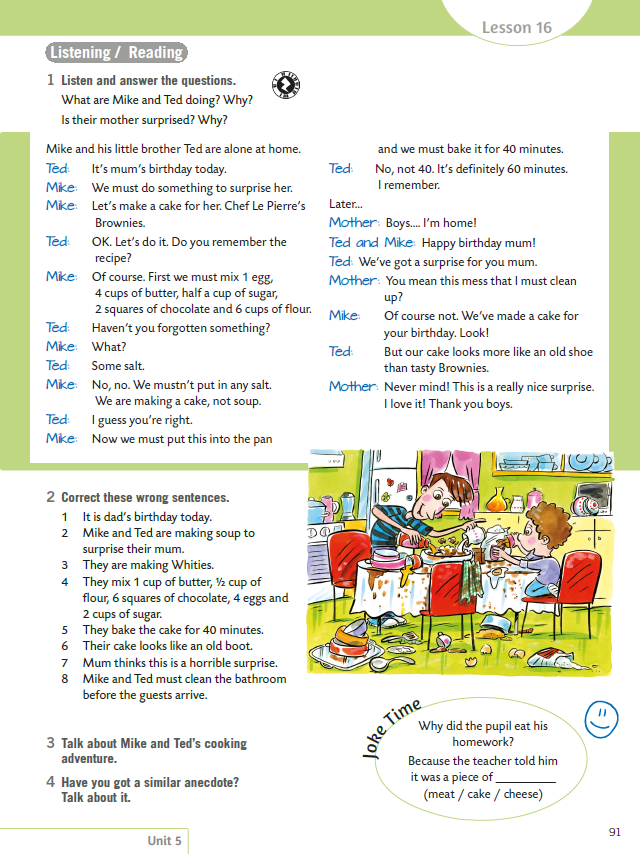 Lesson 16
Listening / Reading
1 Listen and answer the questions.
What are Mike and Ted doing? Why?
Is their mother surprised? Why?
Mike and his little brother Ted are alone at home.
Ted: It's mum's birthday today.
Mike: We must do something to surprise her.
Mike: Let's make a cake for her. Chef Le Pierre's
Brownies.
Ted: OK. Let's do it. Do you remember the
recipe?
Mike: Of course. First we must mix 1 egg,
4 cups of butter, half a cup of sugar,
2 squares of chocolate and 6 cups of flour.
Ted: Haven't you forgotten something?
Mike: What?
Ted: Some salt.
Mike: No, no. We mustn't put in any salt.
We are making a cake, not soup.
Ted: I guess you're right.
Mike: Now we must put this into the pan
and we must bake it for 40 minutes.
Ted: No, not 40. It's definitely 60 minutes.
I remember.
Later...
Mother: Boys.... I'm home!
Ted and Mike: Happy birthday mum!
Ted: We've got a surprise for you mum.
Mother: You mean this mess that I must clean
up?
Mike: Of course not. We've made a cake for
your birthday. Look!
Ted: But our cake looks more like an old shoe
than tasty Brownies.
Mother: Never mind! This is a really nice surprise.
I love it! Thank you boys.
2 Correct these wrong sentences.
1 It is dad's birthday today.
2 Mike and Ted are making soup to
surprise their mum.
3 They are making Whities.
4 They mix 1 cup of butter, ½ cup of
flour, 6 squares of chocolate, 4 eggs and
2 cups of sugar.
5 They bake the cake for 40 minutes.
6 Their cake looks like an old boot.
7 Mum thinks this is a horrible surprise.
8 Mike and Ted must clean the bathroom
before the guests arrive.
3 Talk about Mike and Ted's cooking
adventure.
4 Have you got a similar anecdote?
Talk about it.
Joke Time
Why did the pupil eat his
homework?
Because the teacher told him
it was a piece of __________
(meat / cake / cheese)
Unit 5
91